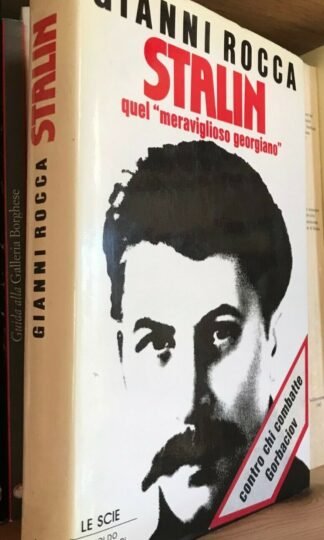 GIANNI ROCCA
STALIN
quel "meraviglioso georgiano"
contro chi combatte
Gorbaciov
LE SCIE
GIANNI ROCCA STALIN
Guida alla Galleria Borghese